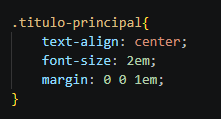 .titulo-principal{
    text-align: center;
    font-size: 2em;
    margin: 0 0 1em;
}